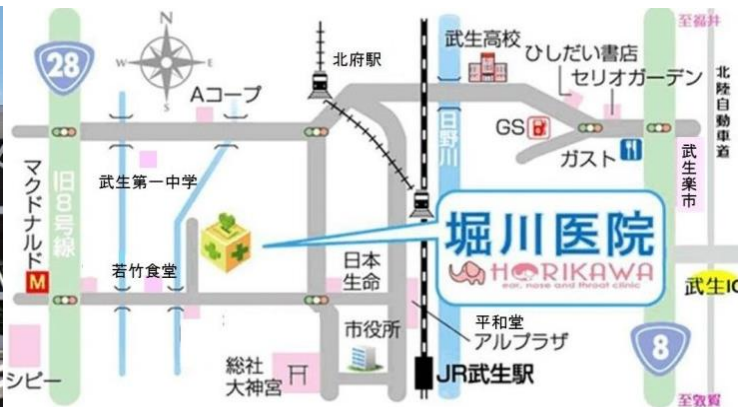 至福井
28
N
W
E
S
北府駅
武生高校
ひしだい書店
セリオガーデン
Aコープ
北陸自動車道
GS
日野川
ガスト
武生楽市
マクドナルド
旧8号線
武生第一中学
堀川医院
HORIKAWA
ear, nose and throat clinic
若竹食堂
M
日本
生命
武生IC
平和堂
アルプラザ
市役所
8
シピー
総社
大神宮
JR武生駅
至敦賀